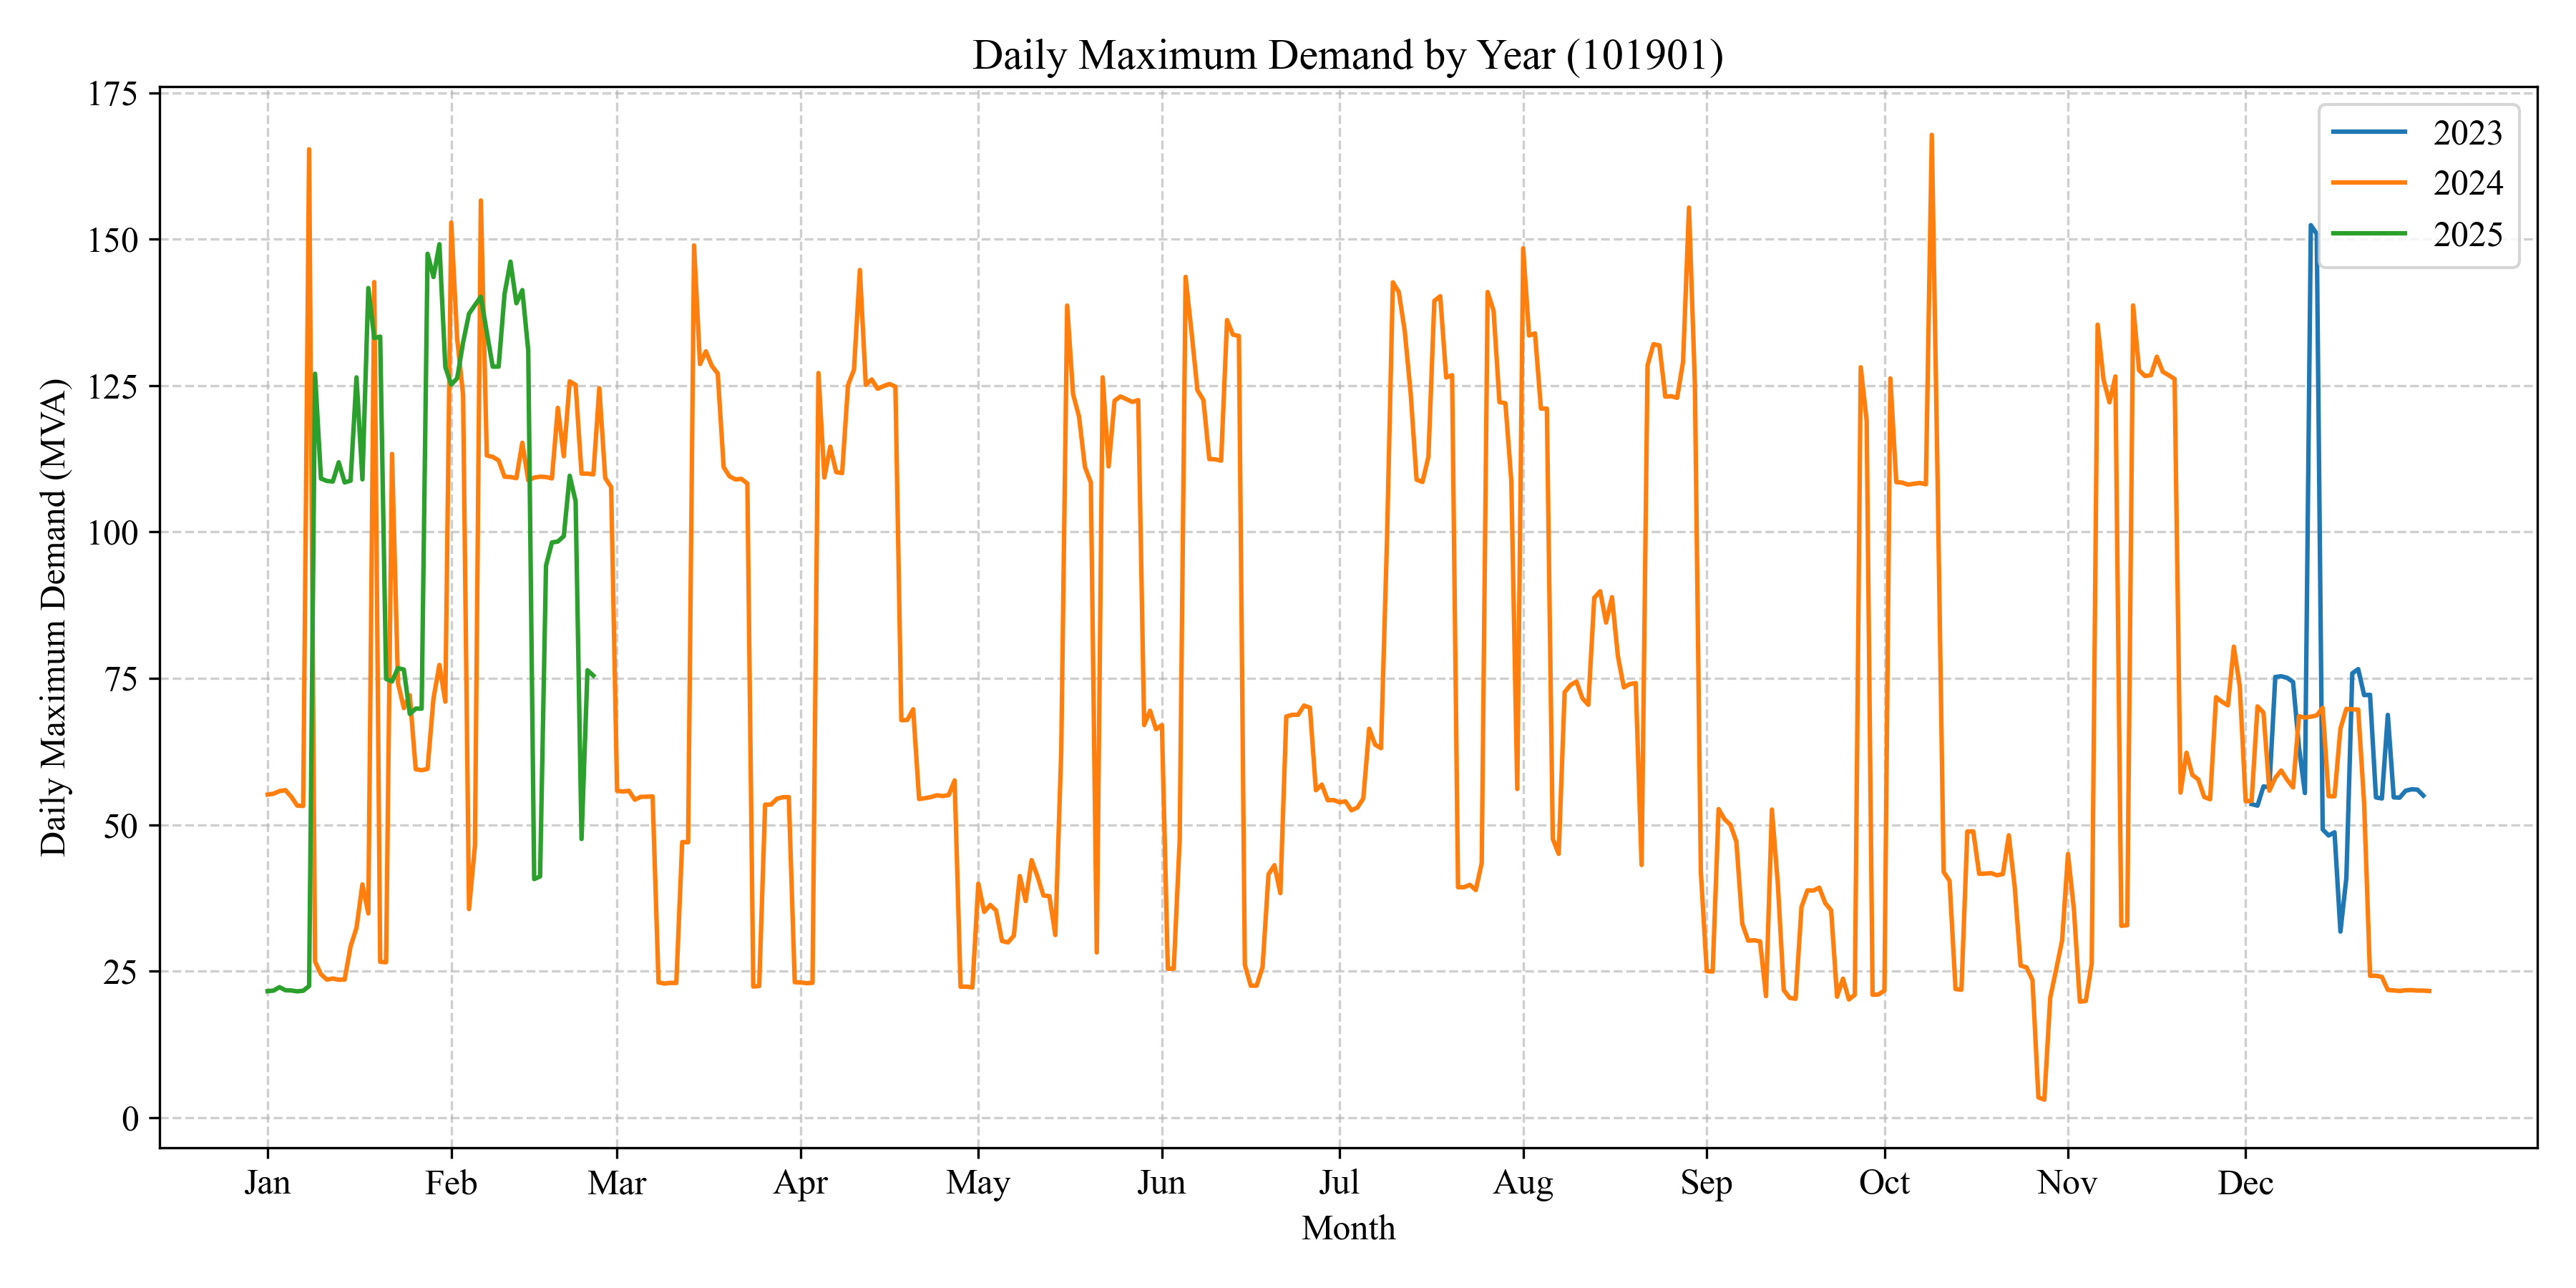 Daily Maximum Demand by Year (101901)
175
150
125
100
75
50
25
0
Daily Maximum Demand (MVA)
2023
2024
2025
Jan Feb Mar Apr May Jun Jul Aug Sep Oct Nov Dec
Month